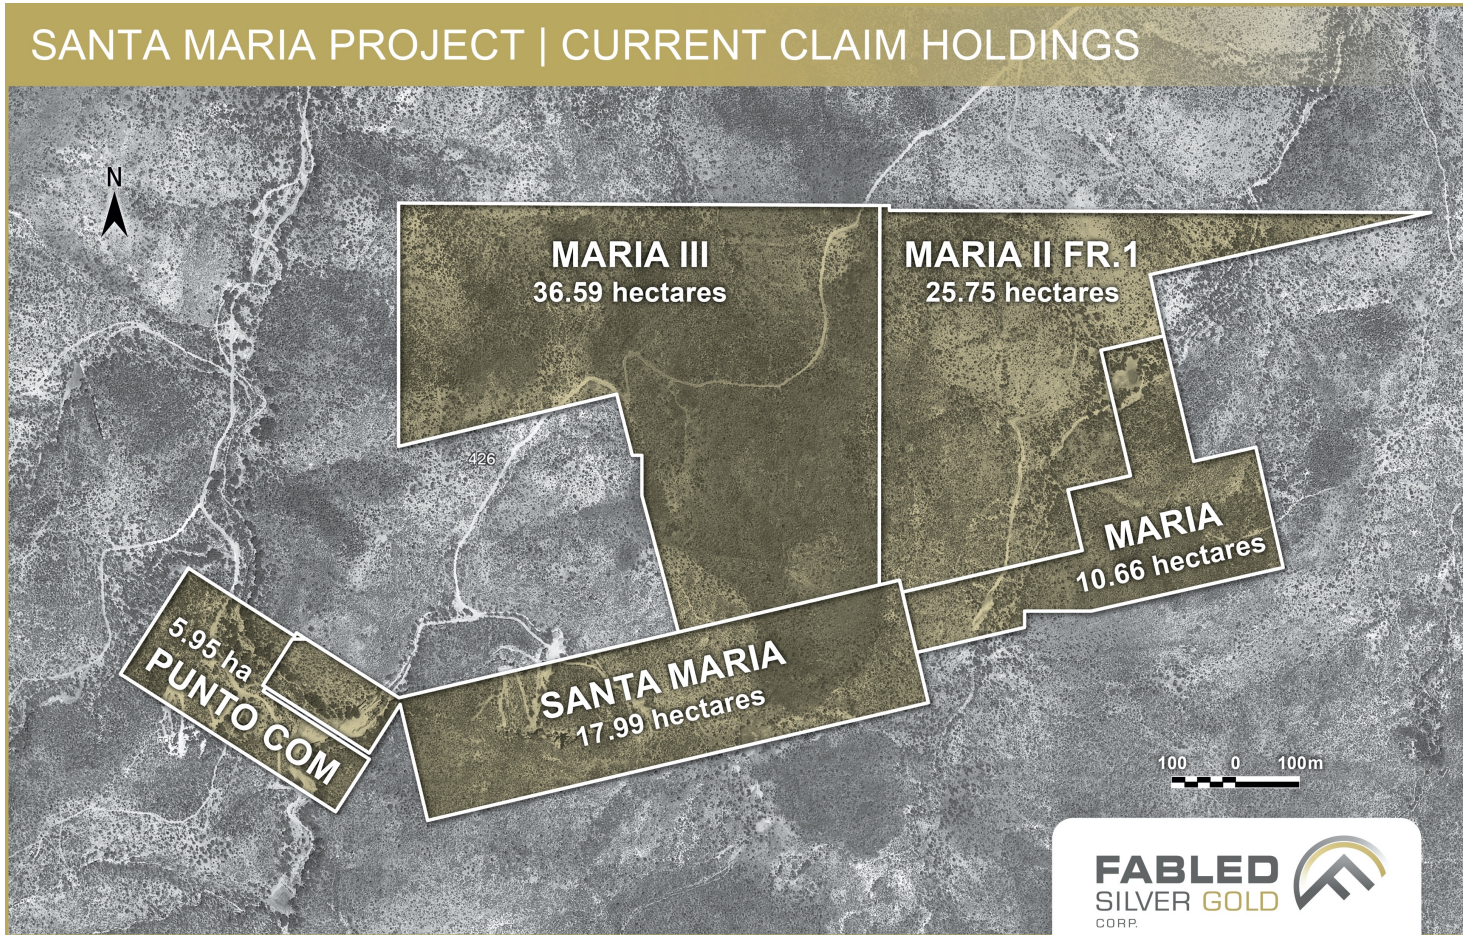 SANTA MARIA PROJECT | CURRENT CLAIM HOLDINGS
N
MARIA III
36.59 hectares
MARIA II FR.1
25.75 hectares
426
MARIA
10.66 hectares
5.95 ha
PUNTO COM
SANTA MARIA
17.99 hectares
100 0 100m
FABLED
SILVER GOLD
CORP.